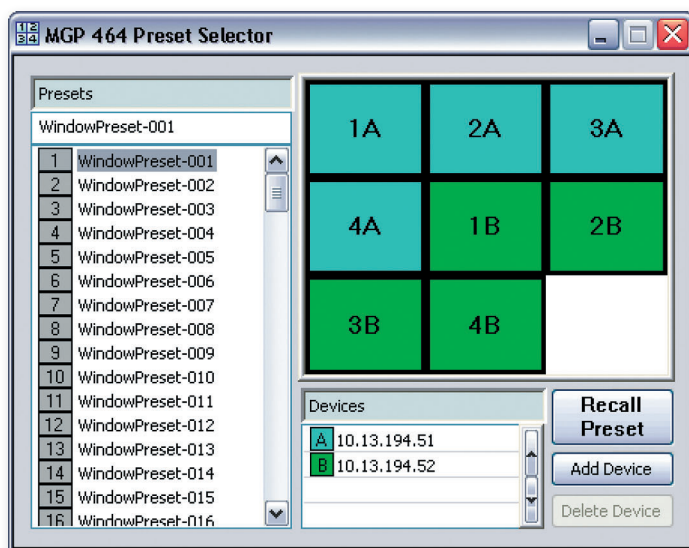 1 2
3 4
MGP 464 Preset Selector
Presets
WindowPreset-001
1 WindowPreset-001
2 WindowPreset-002
3 WindowPreset-003
4 WindowPreset-004
5 WindowPreset-005
6 WindowPreset-006
7 WindowPreset-007
8 WindowPreset-008
9 WindowPreset-009
10 WindowPreset-010
11 WindowPreset-011
12 WindowPreset-012
13 WindowPreset-013
14 WindowPreset-014
15 WindowPreset-015
16 WindowPreset-016
1A 2A 3A
4A 1B 2B
3B 4B
Devices
A 10.13.194.51
B 10.13.194.52
Recall
Preset
Add Device
Delete Device